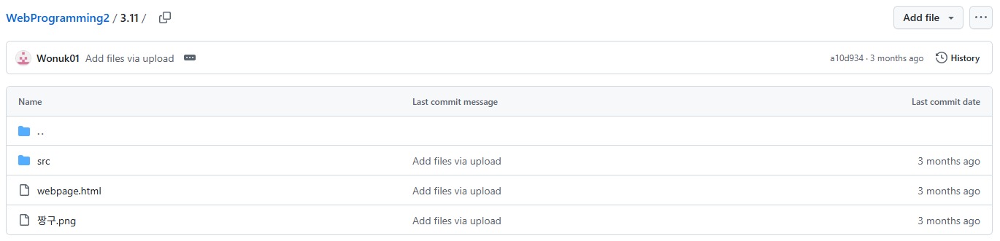 WebProgramming2 / 3.11 / Add file
Wonuk01 Add files via upload a10d934 · 3 months ago History
Name Last commit message Last commit date
..
src Add files via upload 3 months ago
webpage.html Add files via upload 3 months ago
짱구.png Add files via upload 3 months ago